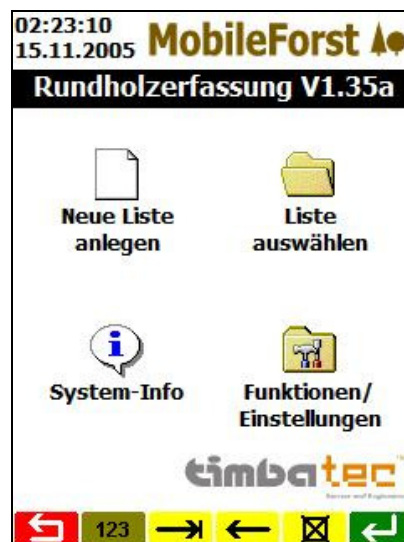 02:23:10
15.11.2005
MobileForst
Rundholzerfassung V1.35a
Neue Liste
anlegen
Liste
auswählen
System-Info
Funktionen/
Einstellungen
timbatec
123